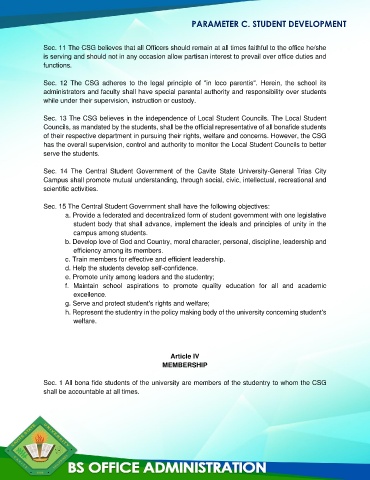 PARAMETER C. STUDENT DEVELOPMENT
Sec. 11 The CSG believes that all Officers should remain at all times faithful to the office he/she
is serving and should not in any occasion allow partisan interest to prevail over office duties and
functions.
Sec. 12 The CSG adheres to the legal principle of "in loco parentis". Herein, the school its
administrators and faculty shall have special parental authority and responsibility over students
while under their supervision, instruction or custody.
Sec. 13 The CSG believes in the independence of Local Student Councils. The Local Student
Councils, as mandated by the students, shall be the official representative of all bonafide students
of their respective department in pursuing their rights, welfare and concerns. However, the CSG
has the overall supervision, control and authority to monitor the Local Student Councils to better
serve the students.
Sec. 14 The Central Student Government of the Cavite State University-General Trias City
Campus shall promote mutual understanding, through social, civic, intellectual, recreational and
scientific activities.
Sec. 15 The Central Student Government shall have the following objectives:
a. Provide a federated and decentralized form of student government with one legislative
student body that shall advance, implement the ideals and principles of unity in the
campus among students.
b. Develop love of God and Country, moral character, personal, discipline, leadership and
efficiency among its members.
c. Train members for effective and efficient leadership.
d. Help the students develop self-confidence.
e. Promote unity among leaders and the studentry;
f. Maintain school aspirations to promote quality education for all and academic
excellence.
g. Serve and protect student's rights and welfare;
h. Represent the studentry in the policy making body of the university concerning student's
welfare.
Article IV
MEMBERSHIP
Sec. 1 All bona fide students of the university are members of the studentry to whom the CSG
shall be accountable at all times.
BS OFFICE ADMINISTRATION